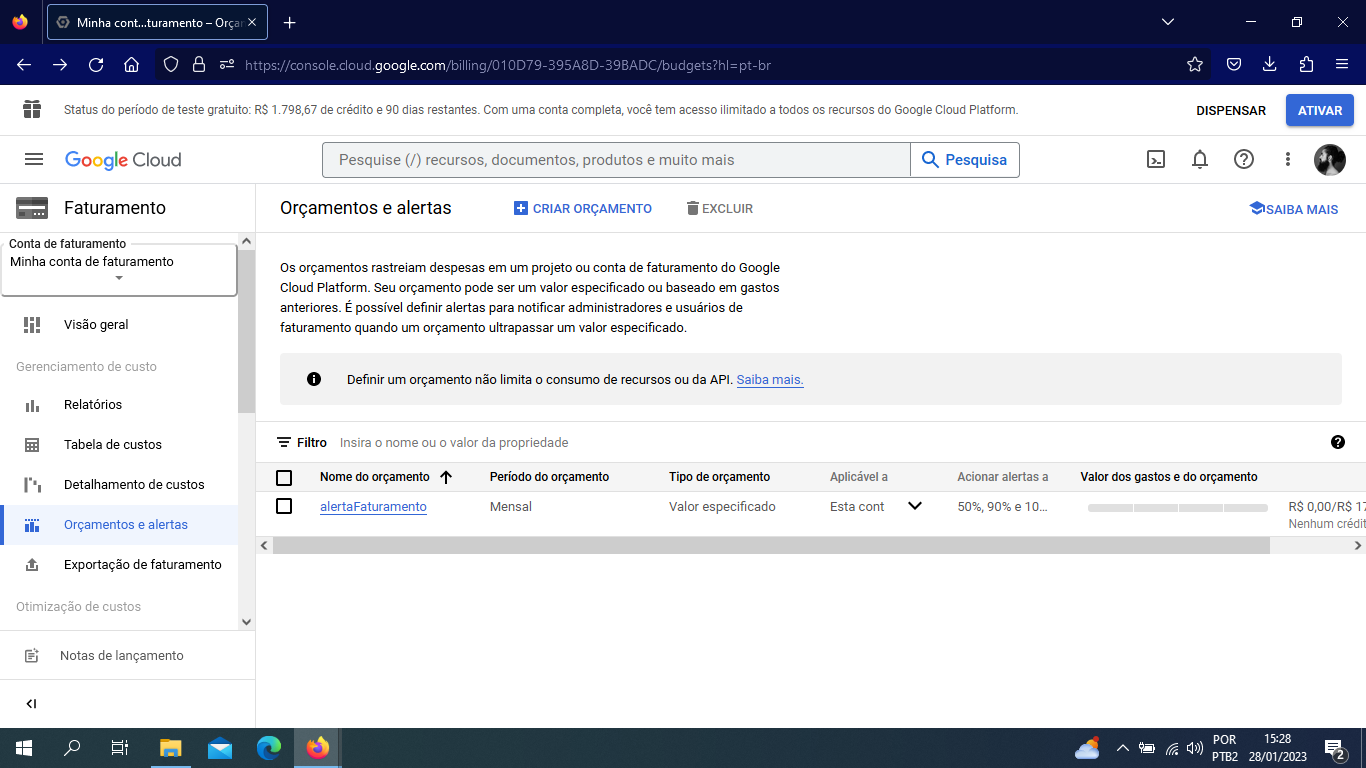 Minha cont...turamento – Orça
https://console.cloud.google.com/billing/010D79-395A8D-39BADC/budgets?hl=pt-br
Status do período de teste gratuito: R$ 1.798,67 de crédito e 90 dias restantes. Com uma conta completa, você tem acesso ilimitado a todos os recursos do Google Cloud Platform.
DISPENSAR
ATIVAR
Google Cloud
Pesquise (/) recursos, documentos, produtos e muito mais
Pesquisa
Faturamento
Conta de faturamento
Minha conta de faturamento
Visão geral
Gerenciamento de custo
Relatórios
Tabela de custos
Detalhamento de custos
Orçamentos e alertas
Exportação de faturamento
Otimização de custos
Notas de lançamento
Orçamentos e alertas
CRIAR ORÇAMENTO
EXCLUIR
SAIBA MAIS
Os orçamentos rastreiam despesas em um projeto ou conta de faturamento do Google
Cloud Platform. Seu orçamento pode ser um valor especificado ou baseado em gastos
anteriores. É possível definir alertas para notificar administradores e usuários de
faturamento quando um orçamento ultrapassar um valor especificado.
Definir um orçamento não limita o consumo de recursos ou da API. Saiba mais.
Filtro Insira o nome ou o valor da propriedade
Nome do orçamento Período do orçamento Tipo de orçamento Aplicável a Acionar alertas a Valor dos gastos e do orçamento
alertaFaturamento Mensal Valor especificado Esta cont 50%, 90% e 10... R$ 0,00/R$ 17
Nenhum crédit
POR
PTB2
15:28
28/01/2023
2